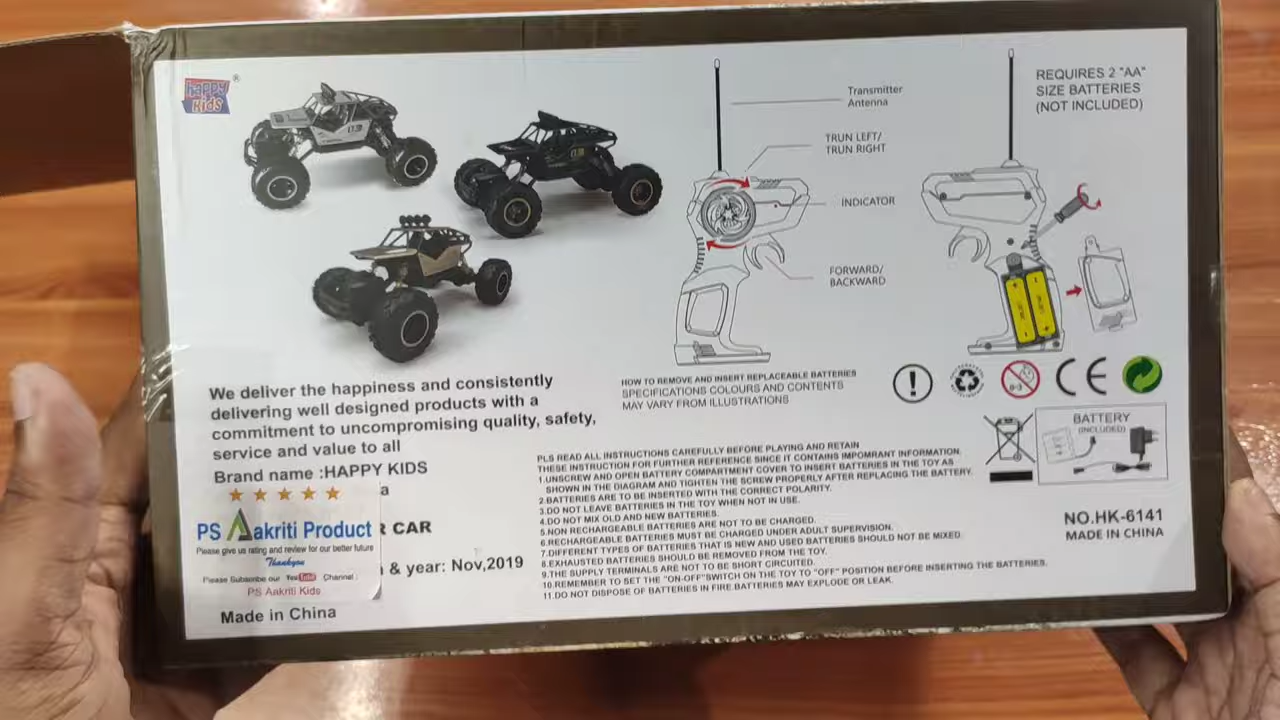 happy
Kids
®
Transmitter
Antenna
TRUN LEFT/
TRUN RIGHT
INDICATOR
FORWARD/
BACKWARD
REQUIRES 2 "AA"
SIZE BATTERIES
(NOT INCLUDED)
HOW TO REMOVE AND INSERT REPLACEABLE BATTERIES
SPECIFICATIONS COLOURS AND CONTENTS
MAY VARY FROM ILLUSTRATIONS
0-3
CE
BATTERY
(INCLUDED)
We deliver the happiness and consistently
delivering well designed products with a
commitment to uncompromising quality, safety,
service and value to all
Brand name :HAPPY KIDS
a
PS Aakriti Product
Please give us rating and review for our better future
Thankyou
Please Subscribe our YouTube Channel :
PS Aakriti Kids
R CAR
& year: Nov,2019
Made in China
PLS READ ALL INSTRUCTIONS CAREFULLY BEFORE PLAYING AND RETAIN
THESE INSTRUCTION FOR FURTHER REFERENCE SINCE IT CONTAINS IMPOMRANT INFORMATION.
1.UNSCREW AND OPEN BATTERY COMPARTMENT COVER TO INSERT BATTERIES IN THE TOY AS
SHOWN IN THE DIAGRAM AND TIGHTEN THE SCREW PROPERLY AFTER REPLACING THE BATTERY.
2.BATTERIES ARE TO BE INSERTED WITH THE CORRECT POLARITY.
3.DO NOT LEAVE BATTERIES IN THE TOY WHEN NOT IN USE.
4.DO NOT MIX OLD AND NEW BATTERIES.
5.NON RECHARGEABLE BATTERIES ARE NOT TO BE CHARGED.
6.RECHARGEABLE BATTERIES MUST BE CHARGED UNDER ADULT SUPERVISION.
7.DIFFERENT TYPES OF BATTERIES THAT IS NEW AND USED BATTERIES SHOULD NOT BE MIXED.
8.EXHAUSTED BATTERIES SHOULD BE REMOVED FROM THE TOY.
9.THE SUPPLY TERMINALS ARE NOT TO BE SHORT CIRCUITED.
10.REMEMBER TO SET THE "ON-OFF"SWITCH ON THE TOY TO "OFF" POSITION BEFORE INSERTING THE BATTERIES.
11.DO NOT DISPOSE OF BATTERIES IN FIRE.BATTERIES MAY EXPLODE OR LEAK.
NO.HK-6141
MADE IN CHINA